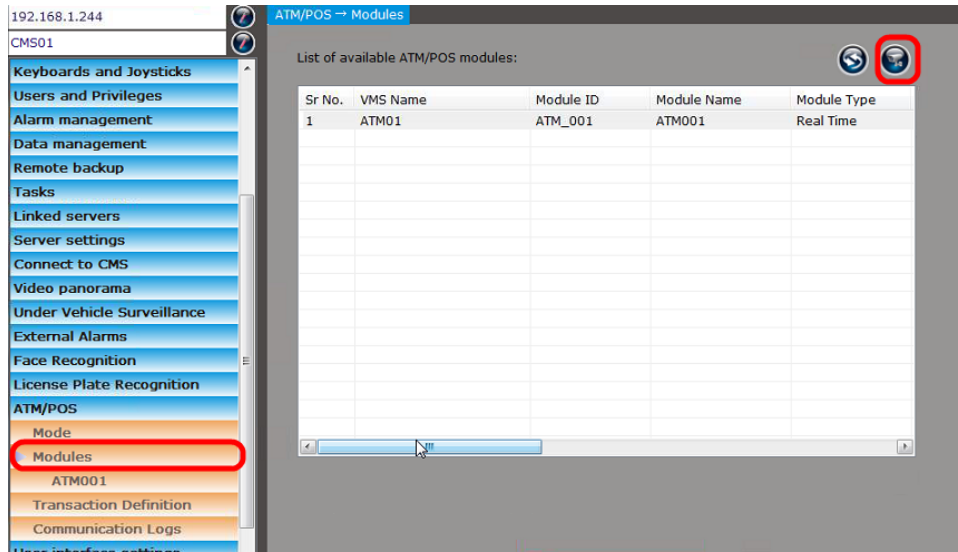 192.168.1.244
CMS01
Keyboards and Joysticks
Users and Privileges
Alarm management
Data management
Remote backup
Tasks
Linked servers
Server settings
Connect to CMS
Video panorama
Under Vehicle Surveillance
External Alarms
Face Recognition
License Plate Recognition
ATM/POS
Mode
Modules
ATM001
Transaction Definition
Communication Logs
User interface settings
ATM/POS → Modules
List of available ATM/POS modules:
Sr No. VMS Name Module ID Module Name Module Type
1 ATM01 ATM_001 ATM001 Real Time